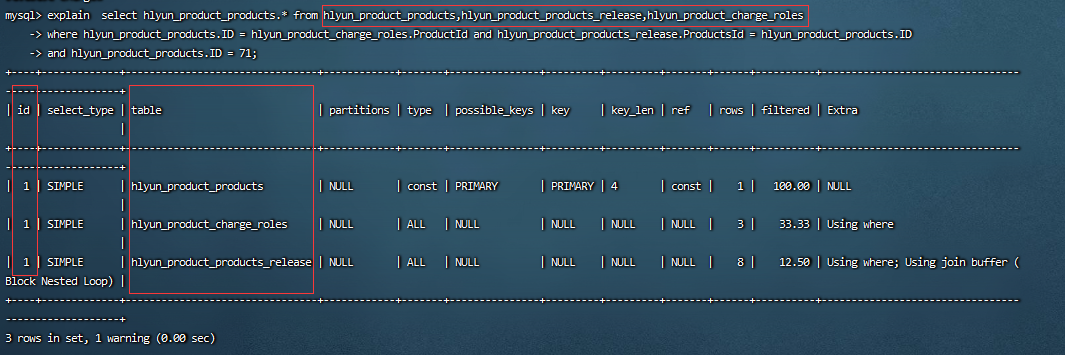 mysql> explain  select hlyun_product_products.* from hlyun_product_products,hlyun_product_products_release,hlyun_product_charge_roles
    -> where hlyun_product_products.ID = hlyun_product_charge_roles.ProductId and hlyun_product_products_release.ProductsId = hlyun_product_products.ID
    -> and hlyun_product_products.ID = 71;
+----+-------------+--------------------------------+------------+-------+---------------+---------+---------+-------+------+----------+--------------------------------
--------------------+
| id | select_type | table                          | partitions | type  | possible_keys | key     | key_len | ref   | rows | filtered | Extra
                    |
+----+-------------+--------------------------------+------------+-------+---------------+---------+---------+-------+------+----------+--------------------------------
--------------------+
|  1 | SIMPLE      | hlyun_product_products         | NULL       | const | PRIMARY       | PRIMARY | 4       | const |    1 |   100.00 | NULL
                    |
|  1 | SIMPLE      | hlyun_product_charge_roles     | NULL       | ALL   | NULL          | NULL    | NULL    | NULL  |    3 |    33.33 | Using where
                    |
|  1 | SIMPLE      | hlyun_product_products_release | NULL       | ALL   | NULL          | NULL    | NULL    | NULL  |    8 |    12.50 | Using where; Using join buffer (
Block Nested Loop) |
+----+-------------+--------------------------------+------------+-------+---------------+---------+---------+-------+------+----------+--------------------------------
--------------------+
3 rows in set, 1 warning (0.00 sec)